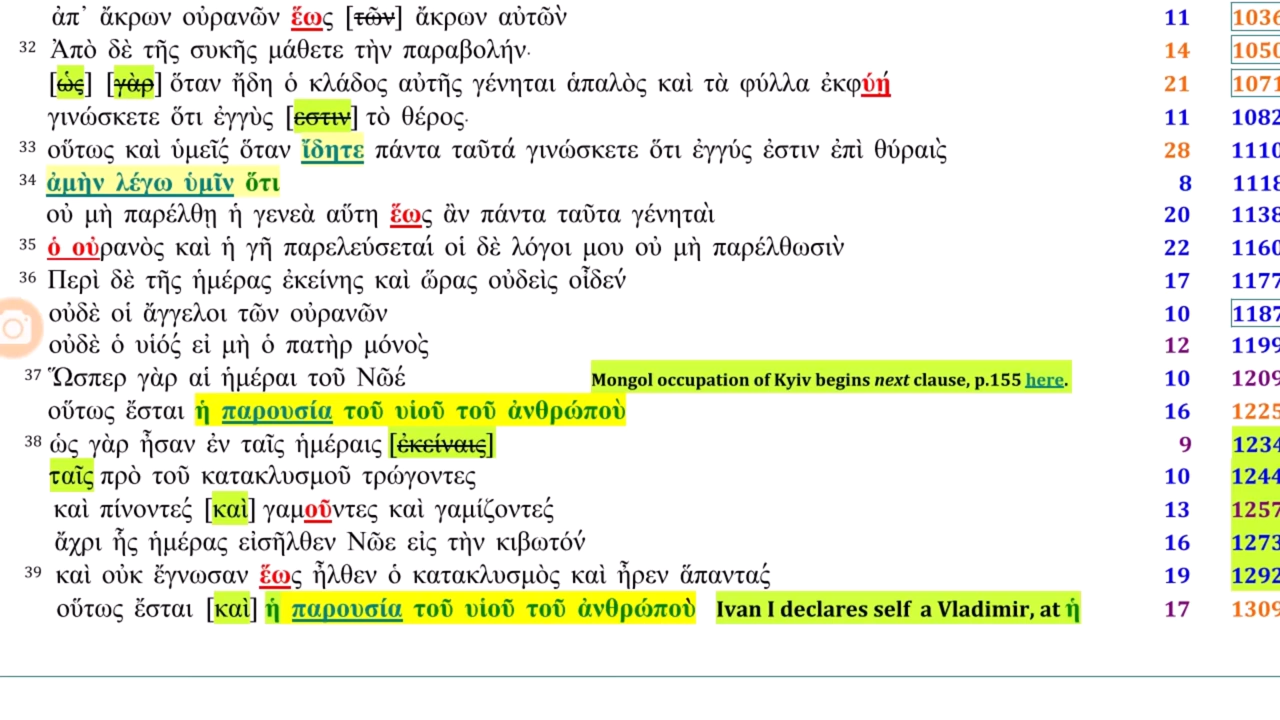 ἀπ᾽ ἄκρων οὐρανῶν ἕως [τῶν] ἄκρων αὐτῶν̀ 11 1036
32 Ἀπὸ δὲ τῆς συκῆς μάθετε τὴν παραβολήν· 14 1050
[ὡς] [γὰρ] ὅταν ἤδη ὁ κλάδος αὐτῆς γένηται ἁπαλὸς καὶ τὰ φύλλα ἐκφύῄ 21 1071
γινώσκετε ὅτι ἐγγὺς [εστιν] τὸ θέρος· 11 1082
33 οὕτως καὶ ὑμεῖς́ ὅταν ἴδητε πάντα ταῦτά γινώσκετε ὅτι ἐγγύς ἐστιν ἐπὶ θύραις̀ 28 1110
34 ἀμὴν λέγω ὑμῖν ὅτι 8 1118
οὐ μὴ παρέλθῃ ἡ γενεὰ αὕτη ἕως ἂν πάντα ταῦτα γένηταὶ 20 1138
35 ὁ οὐρανὸς καὶ ἡ γῆ παρελεύσεταί οἱ δὲ λόγοι μου οὐ μὴ παρέλθωσιν̀ 22 1160
36 Περὶ δὲ τῆς ἡμέρας ἐκείνης καὶ ὥρας οὐδεὶς οἶδεν́ 17 1177
οὐδὲ οἱ ἄγγελοι τῶν οὐρανῶν 10 1187
οὐδὲ ὁ υἱός́ εἰ μὴ ὁ πατὴρ μόνος̀ 12 1199
37 Ὥσπερ γὰρ αἱ ἡμέραι τοῦ Νῶέ Mongol occupation of Kyiv begins next clause, p.155 here. 10 1209
οὕτως ἔσται ἡ παρουσία τοῦ υἱοῦ τοῦ ἀνθρώποὺ 16 1225
38 ὡς γὰρ ἦσαν ἐν ταῖς ἡμέραις [ἐκείναις] 9 1234
ταῖς πρὸ τοῦ κατακλυσμοῦ τρώγοντες 10 1244
καὶ πίνοντες́ [καὶ] γαμοῦντες καὶ γαμίζοντες́ 13 1257
ἄχρι ἧς ἡμέρας εἰσῆλθεν Νῶε εἰς τὴν κιβωτόν́ 16 1273
39 καὶ οὐκ ἔγνωσαν ἕως ἦλθεν ὁ κατακλυσμὸς καὶ ἦρεν ἅπαντας́ 19 1292
οὕτως ἔσται [καὶ] ἡ παρουσία τοῦ υἱοῦ τοῦ ἀνθρώποὺ Ivan I declares self a Vladimir, at ἡ 17 1309